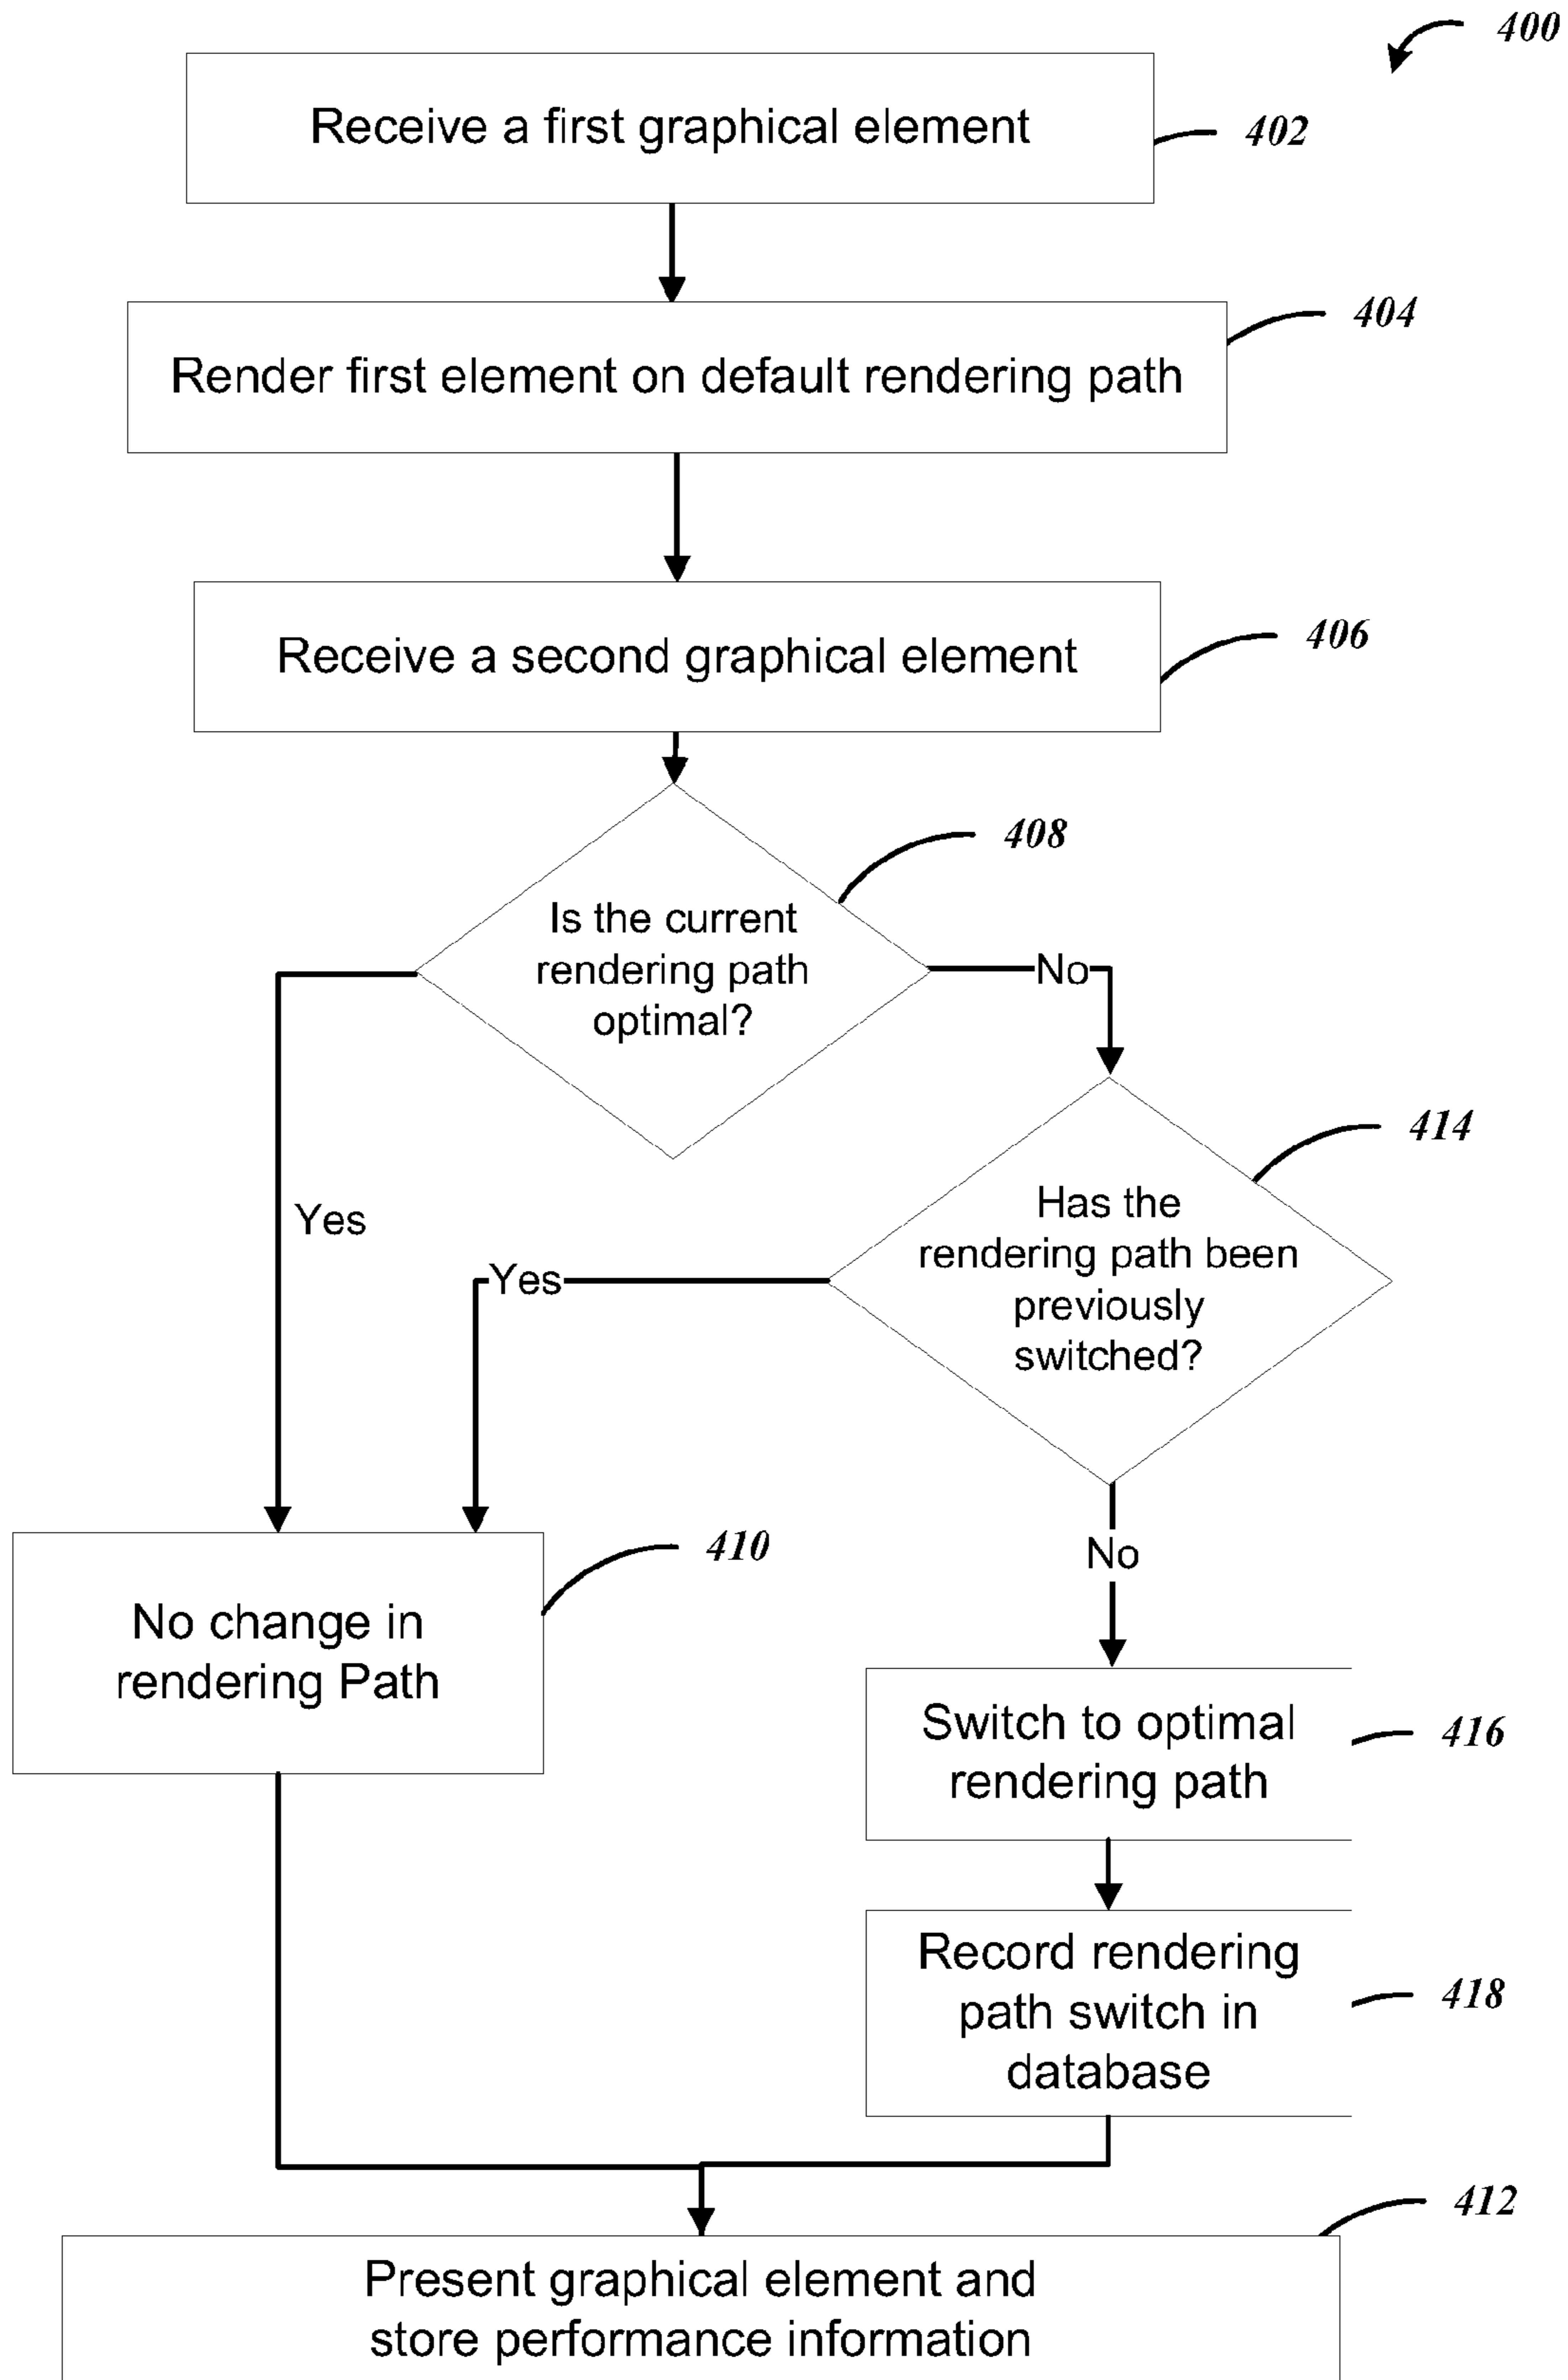 400
Receive a first graphical element
402
404
Render first element on default rendering path
406
Receive a second graphical element
408
Is the current
rendering path
optimal?
No
414
Has the
rendering path been
previously
switched?
Yes
Yes
No
410
No change in
rendering Path
Switch to optimal
rendering path
416
Record rendering
path switch in
database
418
412
Present graphical element and
store performance information